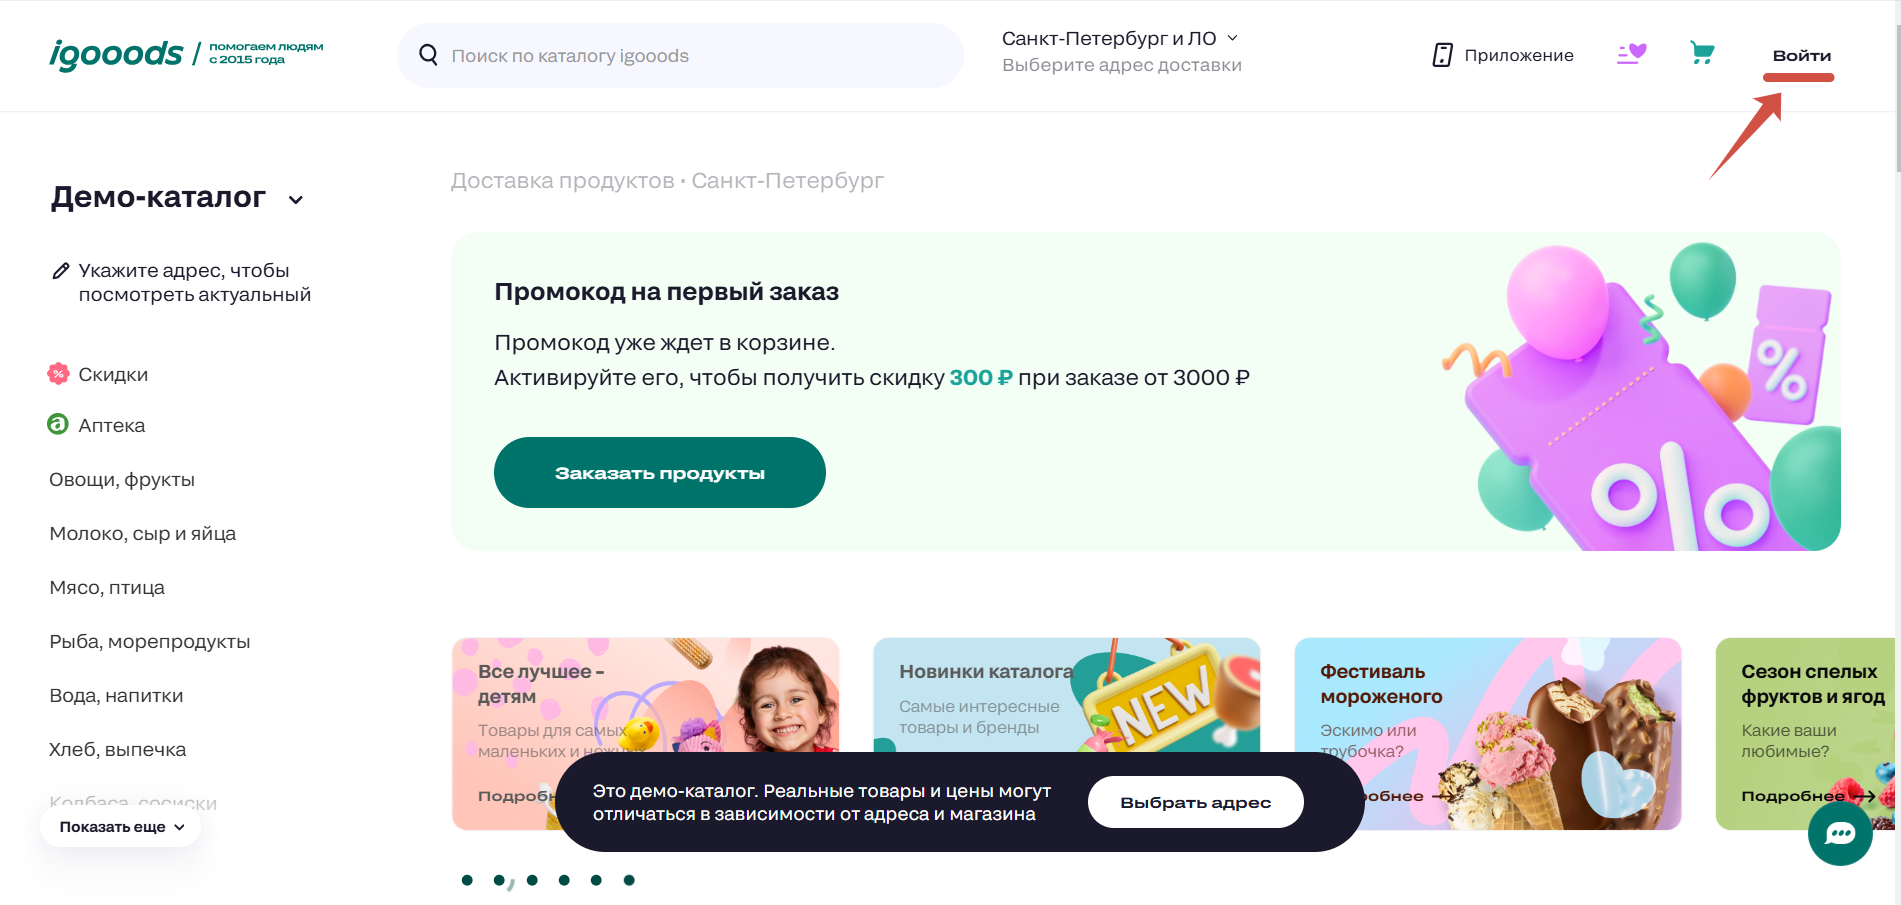 igooods / помогаем людям
с 2015 года
Поиск по каталогу igooods
Санкт-Петербург и ЛО
Выберите адрес доставки
Приложение
Войти
Демо-каталог
Укажите адрес, чтобы
посмотреть актуальный
Скидки
Аптека
Овощи, фрукты
Молоко, сыр и яйца
Мясо, птица
Рыба, морепродукты
Вода, напитки
Хлеб, выпечка
Колбаса, сосиски
Показать еще
Доставка продуктов · Санкт-Петербург
Промокод на первый заказ
Промокод уже ждет в корзине.
Активируйте его, чтобы получить скидку 300 ₽ при заказе от 3000 ₽
Заказать продукты
%
%
Все лучшее –
детям
Товары для самых
маленьких и нежных
Подробн
Новинки каталога
Самые интересные
товары и бренды
NEW
Фестиваль
мороженого
Эскимо или
трубочка?
робнее
Сезон спелых
фруктов и ягод
Какие ваши
любимые?
Подробнее
Это демо-каталог. Реальные товары и цены могут
отличаться в зависимости от адреса и магазина
Выбрать адрес